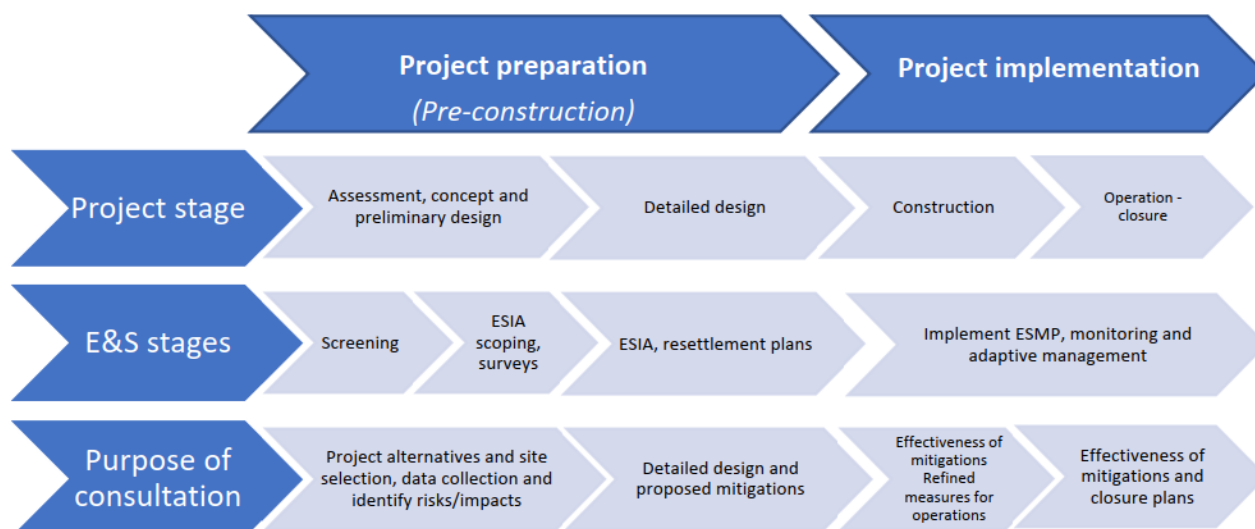 Project preparation
(Pre-construction)
Project implementation
Project stage
Assessment, concept and
preliminary design
Detailed design
Construction
Operation -
closure
E&S stages
Screening
ESIA
scoping,
surveys
ESIA, resettlement plans
Implement ESMP, monitoring and
adaptive management
Purpose of
consultation
Project alternatives and site
selection, data collection and
identify risks/impacts
Detailed design and
proposed mitigations
Effectiveness of
mitigations
Refined
measures for
operations
Effectiveness of
mitigations and
closure plans